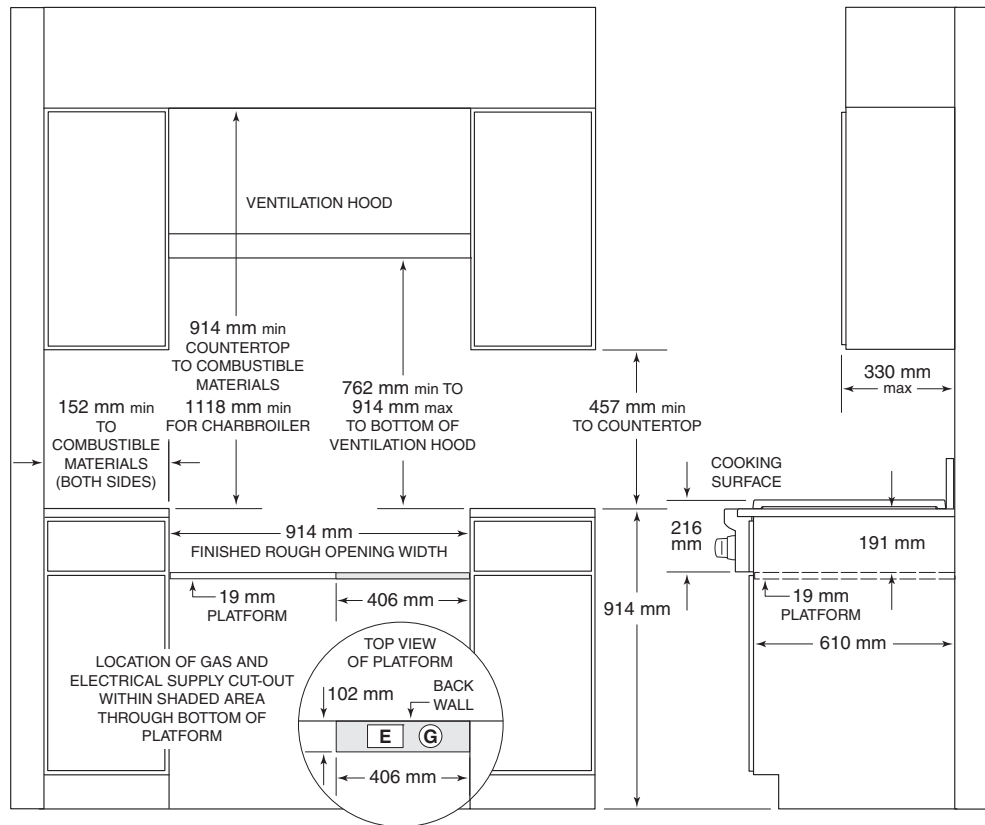 VENTILATION HOOD
914 mm min
COUNTERTOP
TO COMBUSTIBLE
MATERIALS
1118 mm min
FOR CHARBROILER
762 mm min TO
914 mm max
TO BOTTOM OF
VENTILATION HOOD
152 mm min
TO
COMBUSTIBLE
MATERIALS
(BOTH SIDES)
457 mm min
TO COUNTERTOP
330 mm
max
COOKING
SURFACE
914 mm
FINISHED ROUGH OPENING WIDTH
216
mm
191 mm
19 mm
PLATFORM
406 mm
914 mm
19 mm
PLATFORM
610 mm
LOCATION OF GAS AND
ELECTRICAL SUPPLY CUT-OUT
WITHIN SHADED AREA
THROUGH BOTTOM OF
PLATFORM
TOP VIEW
OF PLATFORM
102 mm
BACK
WALL
E
G
406 mm